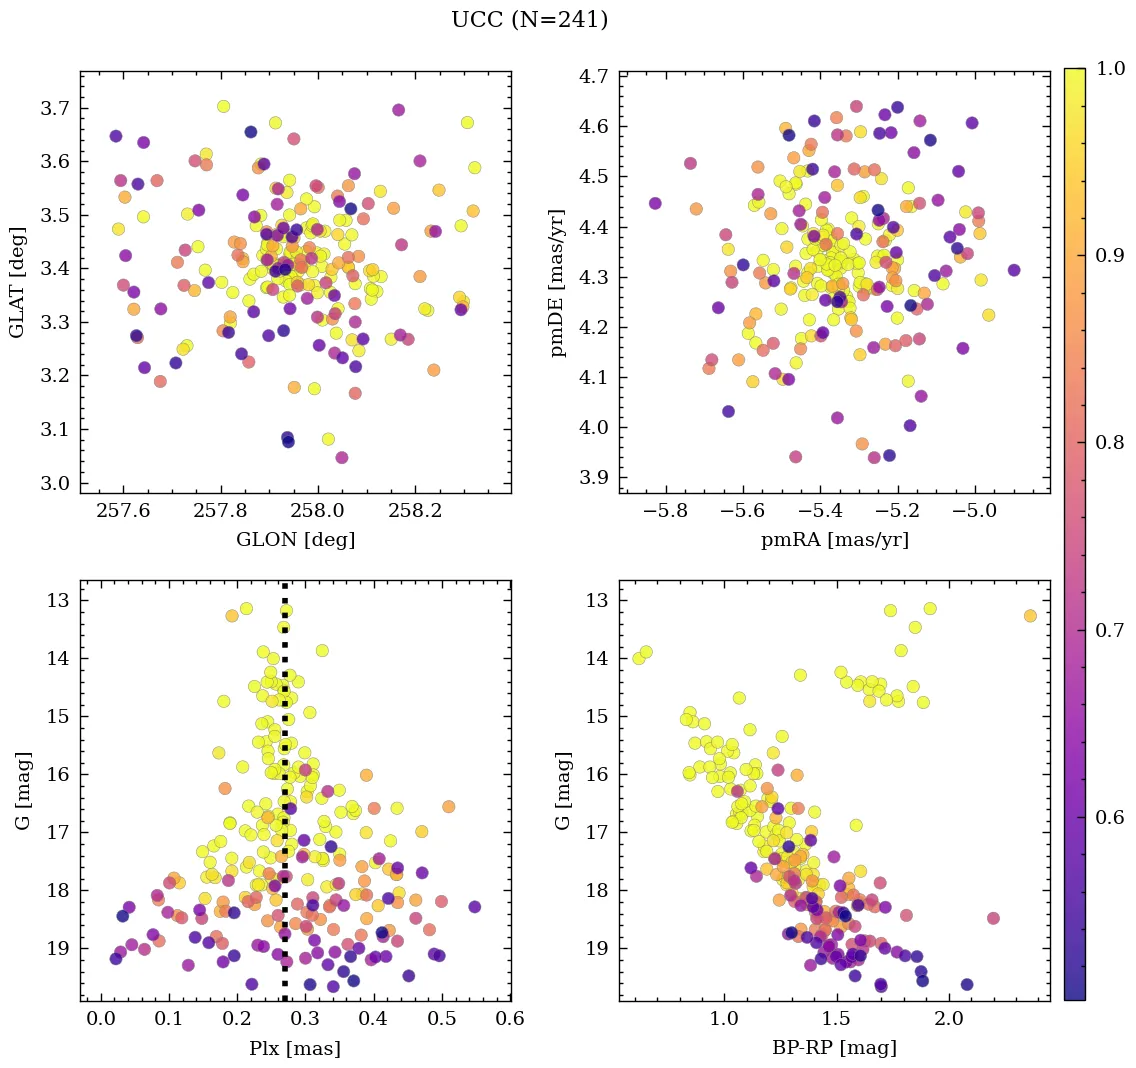 UCC (N=241)
3.7
3.6
3.5
3.4
3.3
3.2
3.1
3.0
GLAT [deg]
257.6 257.8 258.0 258.2
GLON [deg]
4.7
4.6
4.5
4.4
4.3
4.2
4.1
4.0
3.9
pmDE [mas/yr]
−5.8 −5.6 −5.4 −5.2 −5.0
pmRA [mas/yr]
1.0
0.9
0.8
0.7
0.6
13
14
15
16
17
18
19
G [mag]
0.0 0.1 0.2 0.3 0.4 0.5 0.6
Plx [mas]
13
14
15
16
17
18
19
G [mag]
1.0 1.5 2.0
BP-RP [mag]